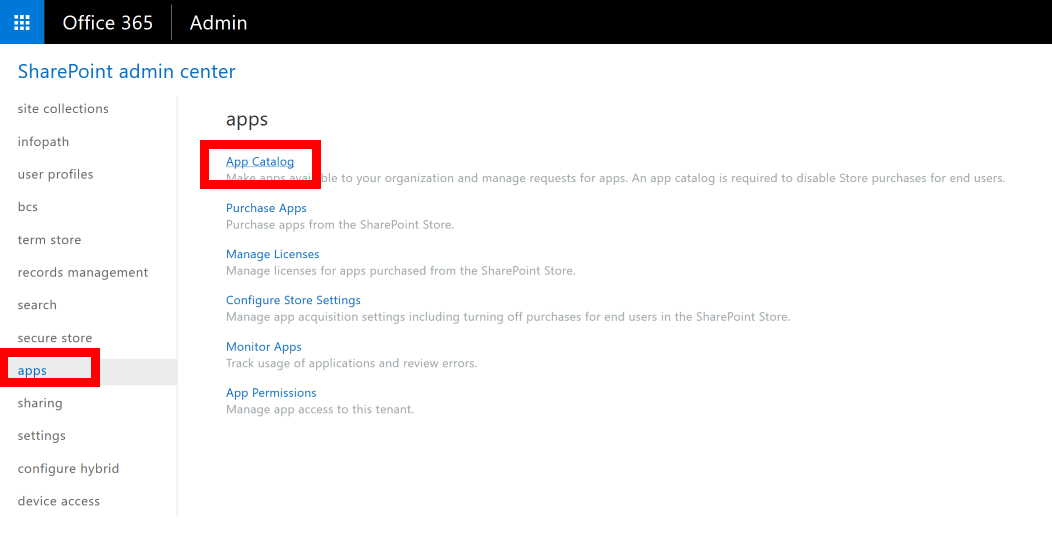 Office 365 Admin
SharePoint admin center
site collections
infopath
user profiles
bcs
term store
records management
search
secure store
apps
sharing
settings
configure hybrid
device access
apps
App Catalog
Make apps available to your organization and manage requests for apps. An app catalog is required to disable Store purchases for end users.
Purchase Apps
Purchase apps from the SharePoint Store.
Manage Licenses
Manage licenses for apps purchased from the SharePoint Store.
Configure Store Settings
Manage app acquisition settings including turning off purchases for end users in the SharePoint Store.
Monitor Apps
Track usage of applications and review errors.
App Permissions
Manage app access to this tenant.